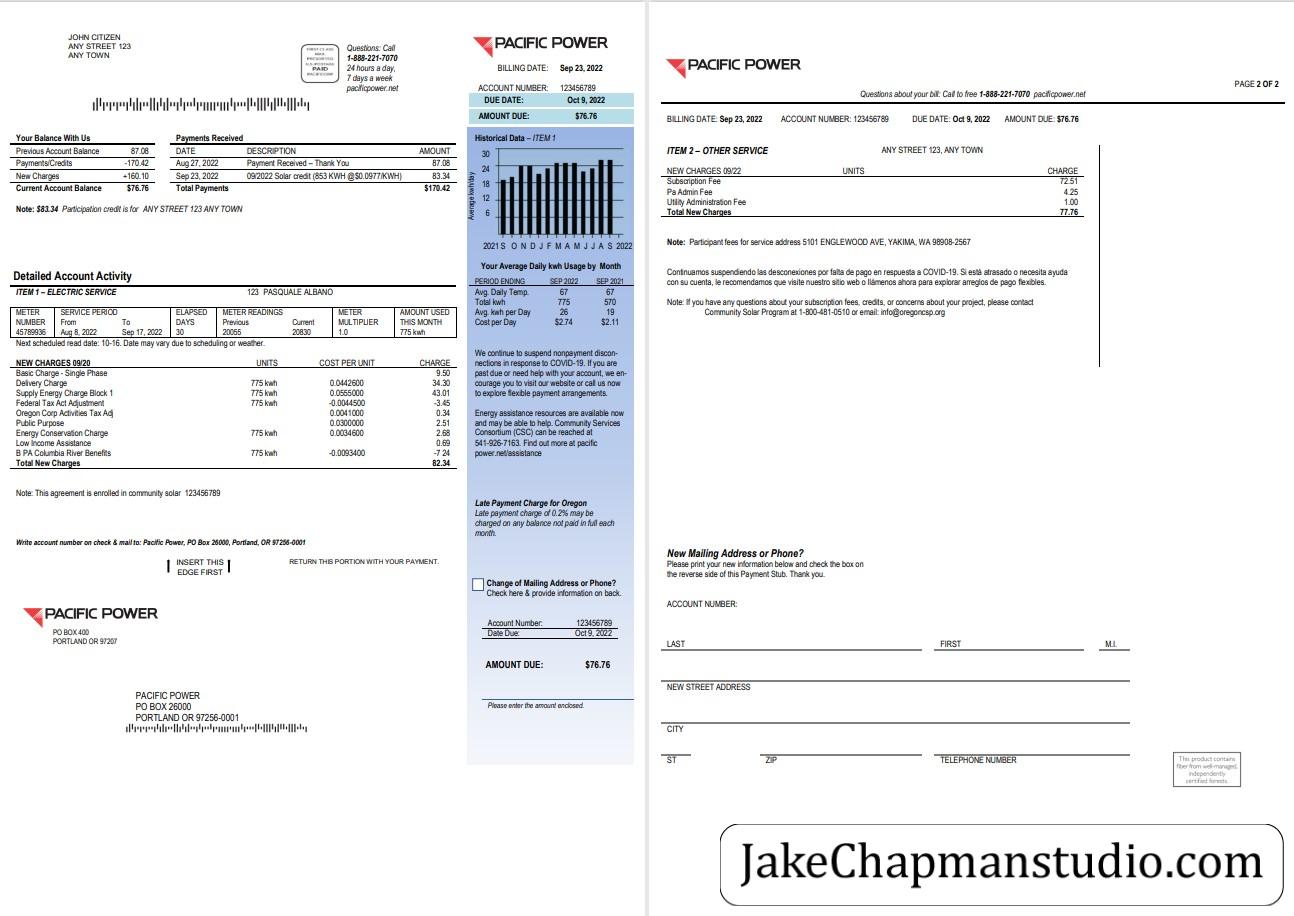 JOHN CITIZEN
ANY STREET 123
ANY TOWN
FIRST-CLASS
MAIL
PRESORTED
U.S. POSTAGE
PAID
PACIFICORP
Questions: Call
1-888-221-7070
24 hours a day,
7 days a week
pacificpower.net
Your Balance With Us
Previous Account Balance 87.08
Payments/Credits -170.42
New Charges +160.10
Current Account Balance $76.76
Payments Received
DATE DESCRIPTION AMOUNT
Aug 27, 2022 Payment Received – Thank You 87.08
Sep 23, 2022 09/2022 Solar credit (853 KWH @$0.0977/KWH) 83.34
Total Payments $170.42
Note: $83.34 Participation credit is for ANY STREET 123 ANY TOWN
Detailed Account Activity
ITEM 1 – ELECTRIC SERVICE 123 PASQUALE ALBANO
METER SERVICE PERIOD ELAPSED METER READINGS METER AMOUNT USED
NUMBER From To DAYS Previous Current MULTIPLIER THIS MONTH
45789936 Aug 8, 2022 Sep 17, 2022 30 20055 20830 1.0 775 kwh
Next scheduled read date: 10-16. Date may vary due to scheduling or weather.
NEW CHARGES 09/20 UNITS COST PER UNIT CHARGE
Basic Charge - Single Phase 9.50
Delivery Charge 775 kwh 0.0442600 34.30
Supply Energy Charge Block 1 775 kwh 0.0555000 43.01
Federal Tax Act Adjustment 775 kwh -0.0044500 -3.45
Oregon Corp Activities Tax Adj 0.0041000 0.34
Public Purpose 0.0300000 2.51
Energy Conservation Charge 775 kwh 0.0034600 2.68
Low Income Assistance 0.69
B PA Columbia River Benefits 775 kwh -0.0093400 -7 24
Total New Charges 82.34
Note: This agreement is enrolled in community solar 123456789
Write account number on check & mail to: Pacific Power, PO Box 26000, Portland, OR 97256-0001
INSERT THIS
EDGE FIRST
RETURN THIS PORTION WITH YOUR PAYMENT.
PACIFIC POWER
PO BOX 400
PORTLAND OR 97207
PACIFIC POWER
PO BOX 26000
PORTLAND OR 97256-0001
PACIFIC POWER
BILLING DATE: Sep 23, 2022
ACCOUNT NUMBER: 123456789
DUE DATE: Oct 9, 2022
AMOUNT DUE: $76.76
Historical Data – ITEM 1
Average kwh/day
30
24
18
12
6
2021 S O N D J F M A M J J A S 2022
Your Average Daily kwh Usage by Month
PERIOD ENDING SEP 2022 SEP 2021
Avg. Daily Temp. 67 67
Total kwh 775 570
Avg. kwh per Day 26 19
Cost per Day $2.74 $2.11
We continue to suspend nonpayment discon-
nections in response to COVID-19. If you are
past due or need help with your account, we en-
courage you to visit our website or call us now
to explore flexible payment arrangements.
Energy assistance resources are available now
and may be able to help. Community Services
Consortium (CSC) can be reached at
541-926-7163. Find out more at pacific
power.net/assistance
Late Payment Charge for Oregon
Late payment charge of 0.2% may be
charged on any balance not paid in full each
month.
Change of Mailing Address or Phone?
Check here & provide information on back.
Account Number: 123456789
Date Due: Oct 9, 2022
AMOUNT DUE: $76.76
Please enter the amount enclosed.
PACIFIC POWER
PAGE 2 OF 2
Questions about your bill: Call to free 1-888-221-7070 pacificpower.net
BILLING DATE: Sep 23, 2022 ACCOUNT NUMBER: 123456789 DUE DATE: Oct 9, 2022 AMOUNT DUE: $76.76
ITEM 2 – OTHER SERVICE ANY STREET 123, ANY TOWN
NEW CHARGES 09/22 UNITS CHARGE
Subscription Fee 72.51
Pa Admin Fee 4.25
Utility Administration Fee 1.00
Total New Charges 77.76
Note: Participant fees for service address 5101 ENGLEWOOD AVE, YAKIMA, WA 98908-2567
Continuamos suspendiendo las desconexiones por falta de pago en respuesta a COVID-19. Si está atrasado o necesita ayuda
con su cuenta, le recomendamos que visite nuestro sitio web o llámenos ahora para explorar arreglos de pago flexibles.
Note: If you have any questions about your subscription fees, credits, or concerns about your project, please contact
Community Solar Program at 1-800-481-0510 or email: info@oregoncsp.org
New Mailing Address or Phone?
Please print your new information below and check the box on
the reverse side of this Payment Stub. Thank you.
ACCOUNT NUMBER:
LAST FIRST M.I.
NEW STREET ADDRESS
CITY
ST ZIP TELEPHONE NUMBER
This product contains
fiber from well-managed,
independently
certified forests.
JakeChapmanstudio.com